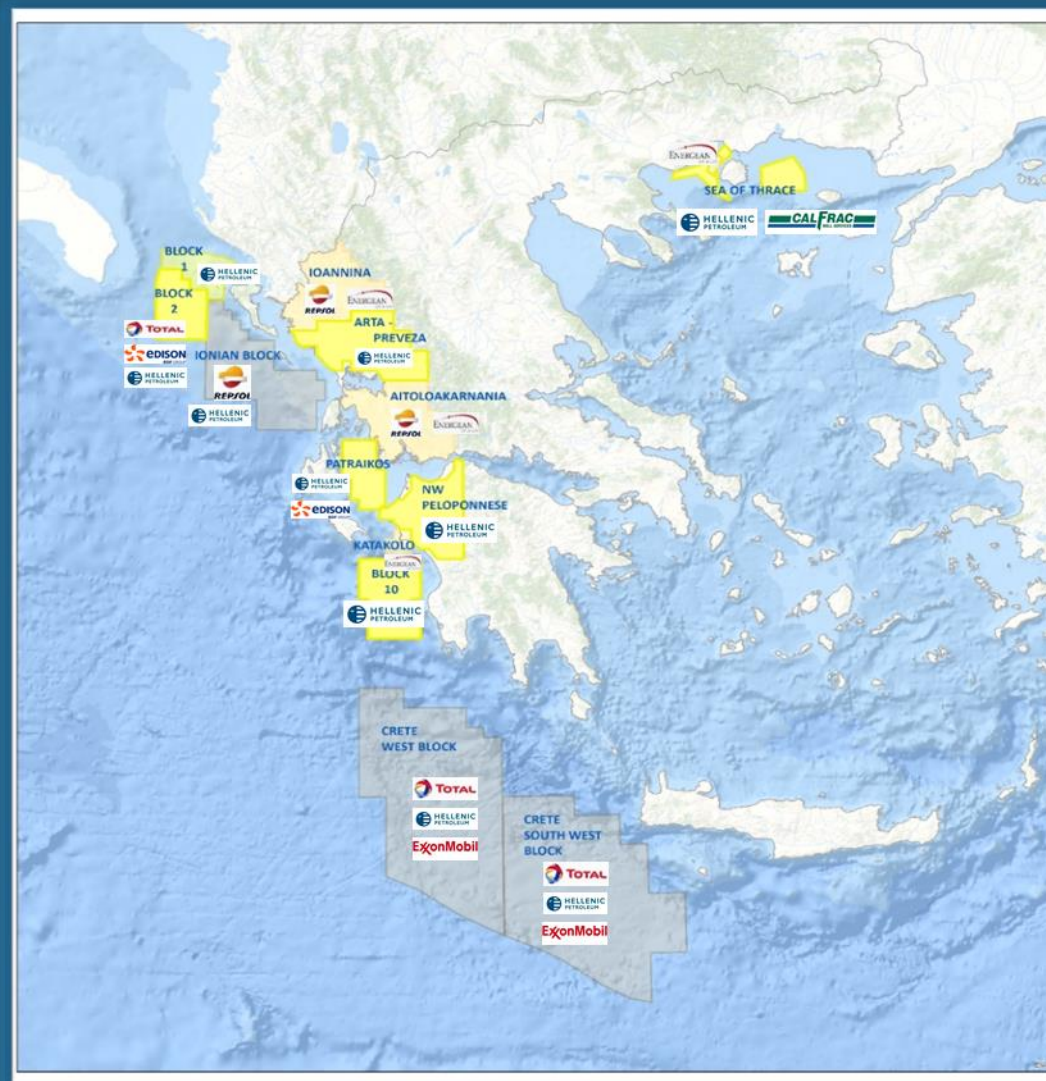 ENERGEAN
SEA OF THRACE
HELLENIC
PETROLEUM
CALFRAC
WELL SERVICES
BLOCK
1
HELLENIC
PETROLEUM
BLOCK
2
TOTAL
EDISON
HELLENIC
PETROLEUM
IONIAN BLOCK
REPSOL
HELLENIC
PETROLEUM
IOANNINA
REPSOL
ENERGEAN
ARTA -
PREVEZA
HELLENIC
PETROLEUM
AITOLOAKARNANIA
REPSOL
ENERGEAN
PATRAIKOS
HELLENIC
PETROLEUM
EDISON
NW
PELOPONNESE
HELLENIC
PETROLEUM
KATAKOLO
ENERGEAN
BLOCK
10
HELLENIC
PETROLEUM
CRETE
WEST BLOCK
TOTAL
HELLENIC
PETROLEUM
ExxonMobil
CRETE
SOUTH WEST
BLOCK
TOTAL
HELLENIC
PETROLEUM
ExxonMobil